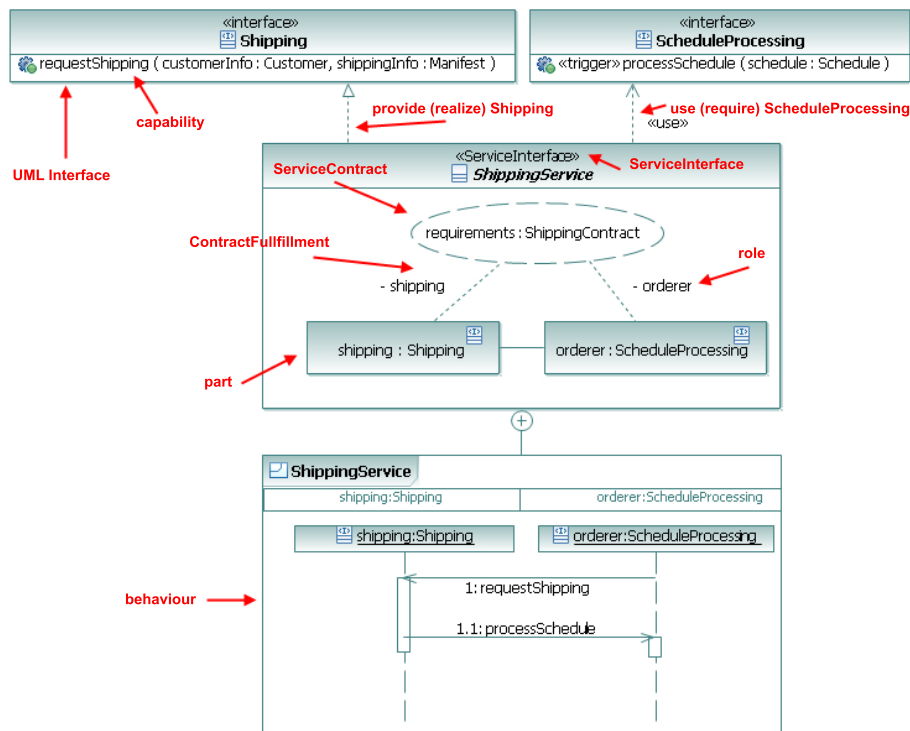 «interface»
Shipping
requestShipping ( customerInfo : Customer, shippingInfo : Manifest )
«interface»
ScheduleProcessing
«trigger» processSchedule ( schedule : Schedule )
capability
provide (realize) Shipping
use (require) ScheduleProcessing
«use»
UML Interface
«ServiceInterface»
ShippingService
ServiceInterface
ServiceContract
requirements : ShippingContract
ContractFullfillment
role
- shipping
- orderer
shipping : Shipping
orderer : ScheduleProcessing
part
ShippingService
shipping:Shipping
orderer:ScheduleProcessing
shipping:Shipping
orderer:ScheduleProcessing
1: requestShipping
behaviour
1.1: processSchedule